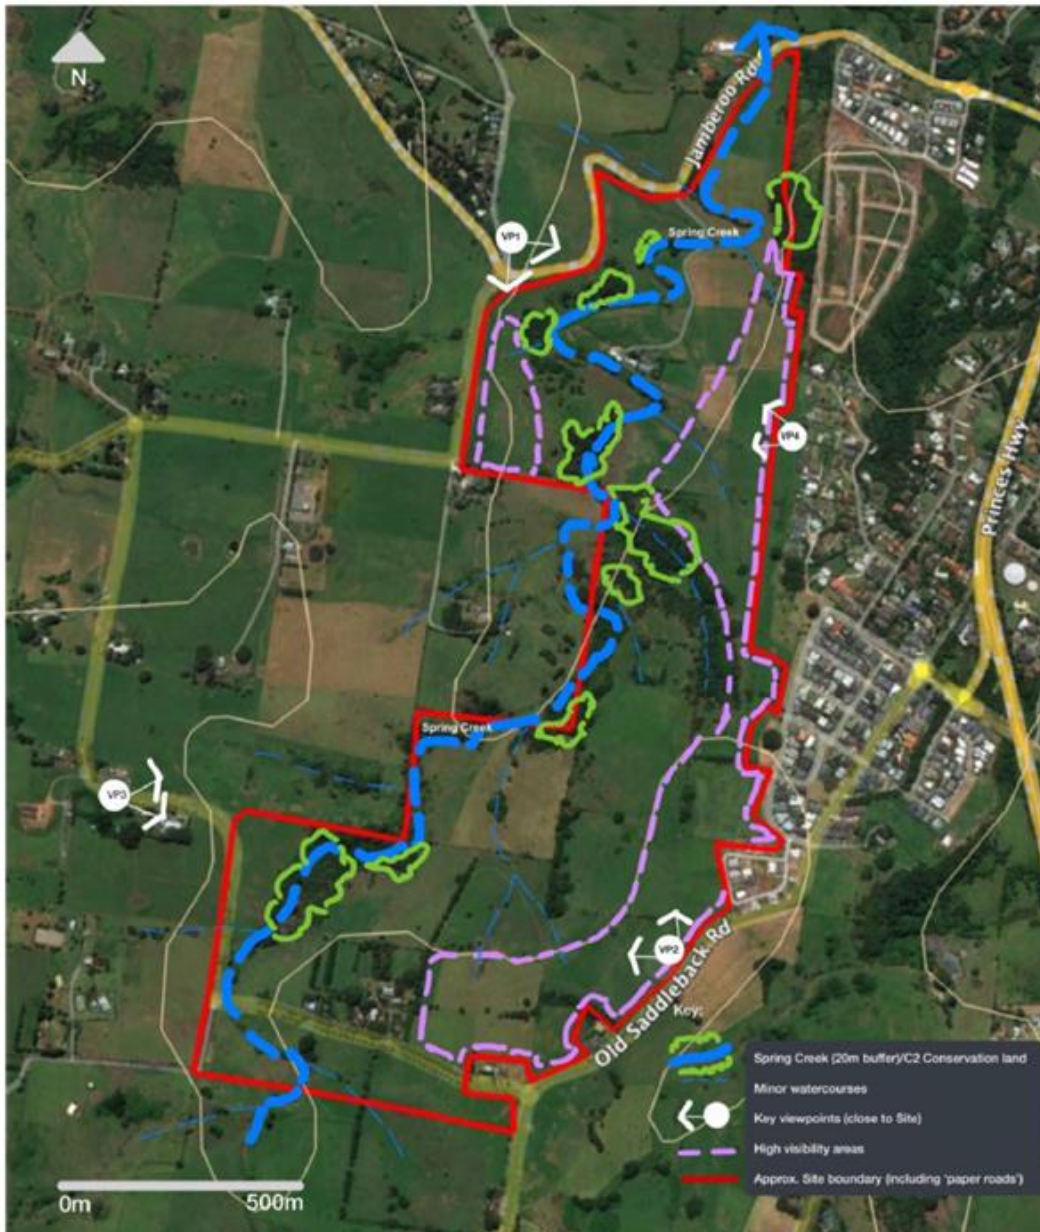 N
Jamberoo Rd
Spring Creek
VP1
VP4
Princes Hwy
Spring Creek
VP3
VP2
Old Saddleback Rd
Key:
Spring Creek (20m buffer)/C2 Conservation land
Minor watercourses
Key viewpoints (close to Site)
High visibility areas
Approx. Site boundary (including 'paper roads')
0m
500m